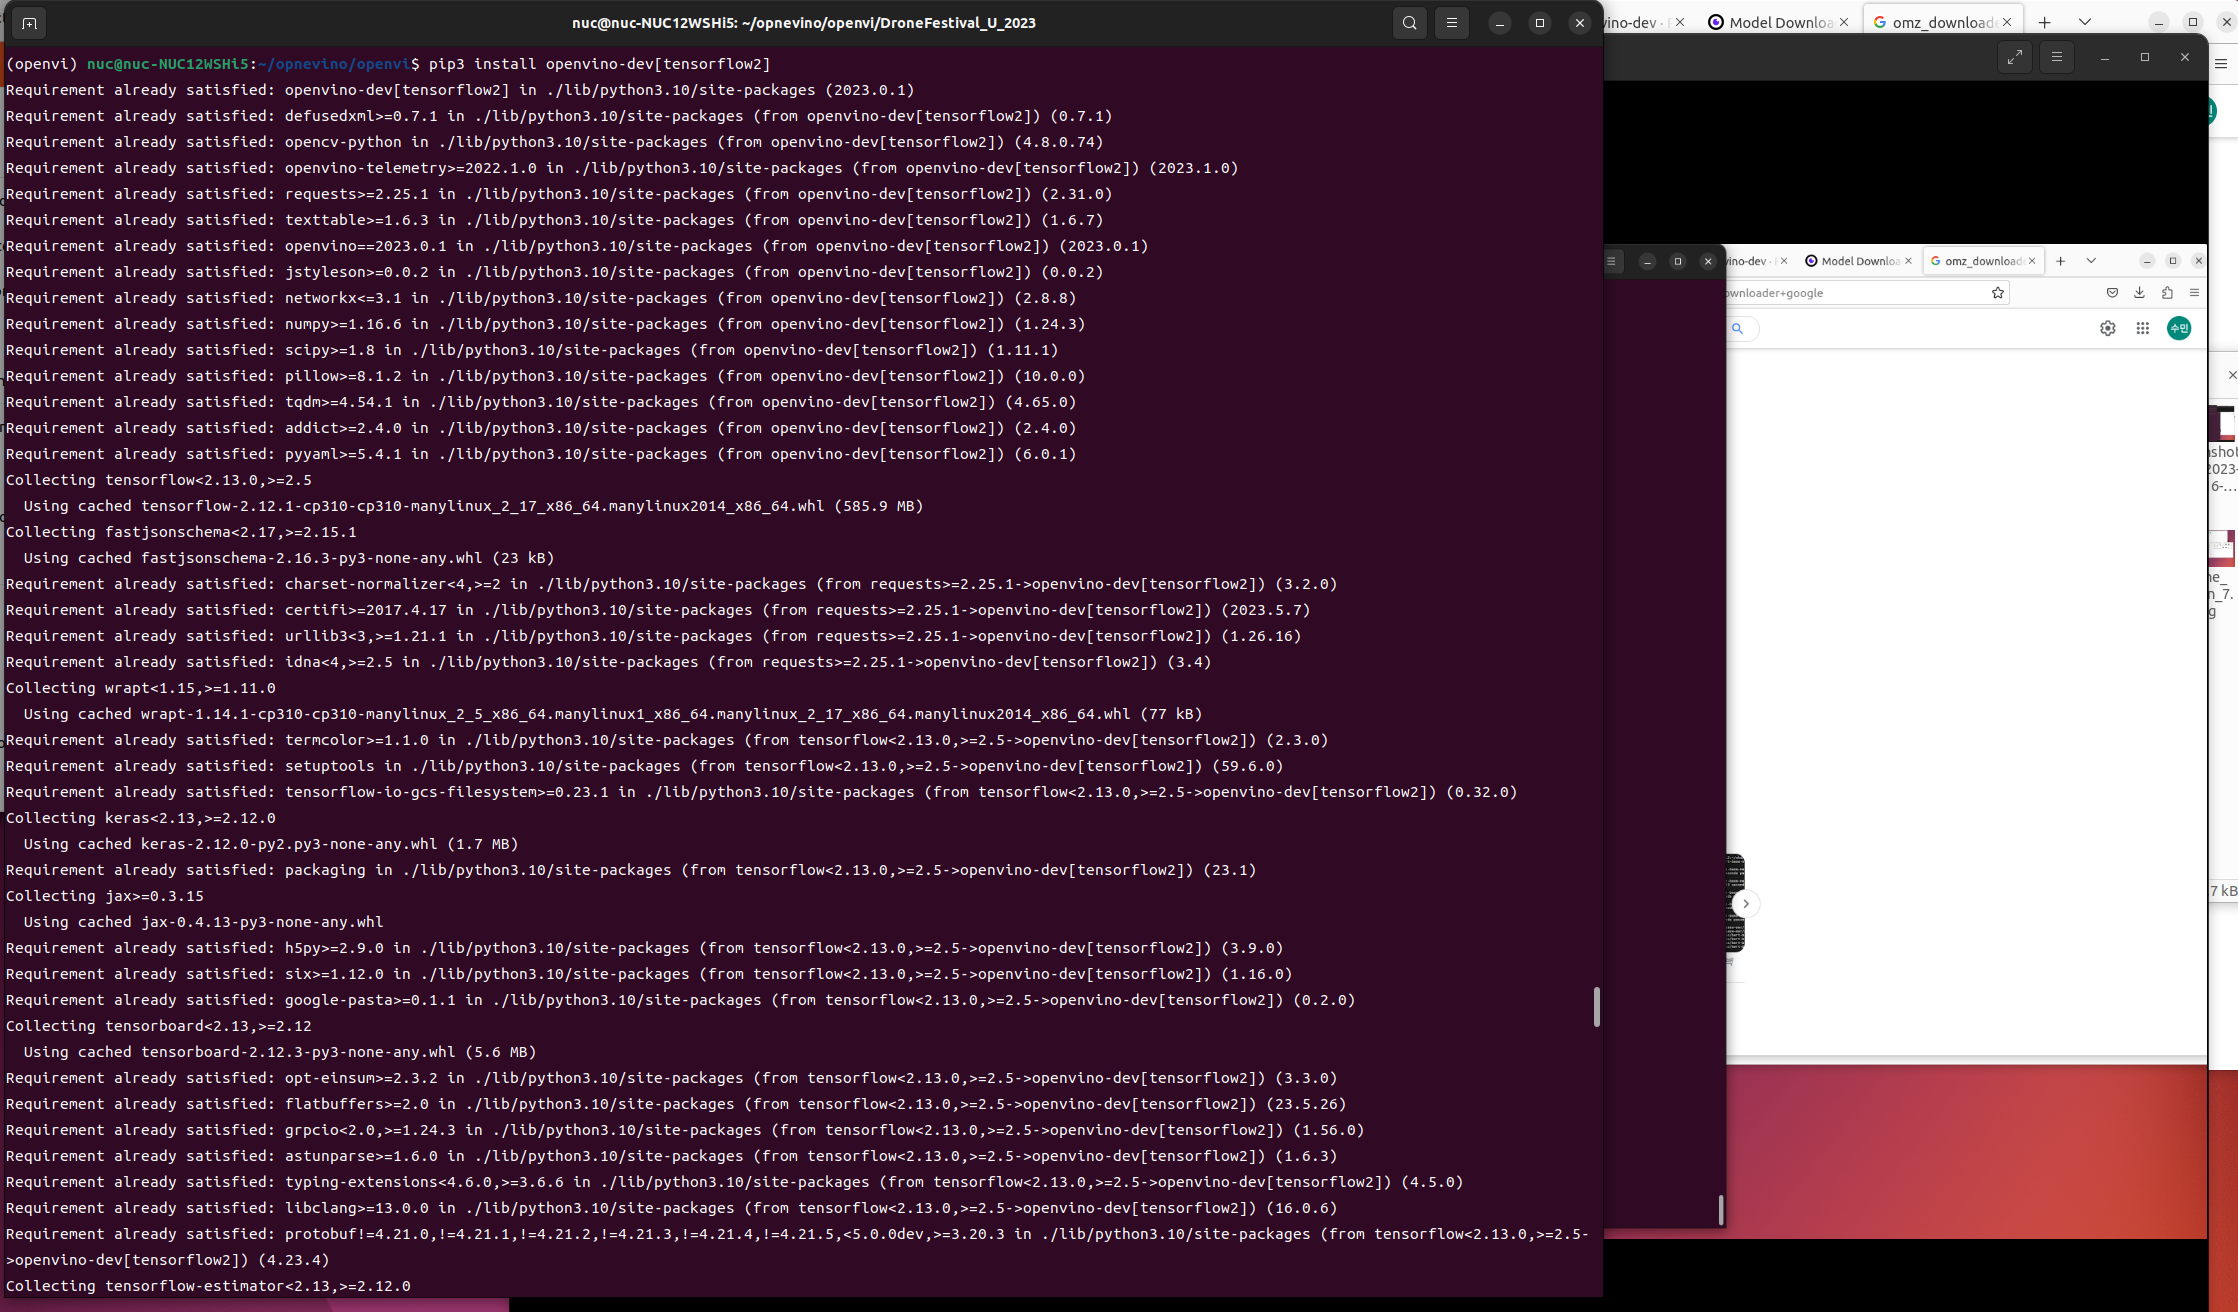 nuc@nuc-NUC12WSHi5: ~/opnevino/openvi/DroneFestival_U_2023
(openvi) nuc@nuc-NUC12WSHi5:~/opnevino/openvi$ pip3 install openvino-dev[tensorflow2]
Requirement already satisfied: openvino-dev[tensorflow2] in ./lib/python3.10/site-packages (2023.0.1)
Requirement already satisfied: defusedxml>=0.7.1 in ./lib/python3.10/site-packages (from openvino-dev[tensorflow2]) (0.7.1)
Requirement already satisfied: opencv-python in ./lib/python3.10/site-packages (from openvino-dev[tensorflow2]) (4.8.0.74)
Requirement already satisfied: openvino-telemetry>=2022.1.0 in ./lib/python3.10/site-packages (from openvino-dev[tensorflow2]) (2023.1.0)
Requirement already satisfied: requests>=2.25.1 in ./lib/python3.10/site-packages (from openvino-dev[tensorflow2]) (2.31.0)
Requirement already satisfied: texttable>=1.6.3 in ./lib/python3.10/site-packages (from openvino-dev[tensorflow2]) (1.6.7)
Requirement already satisfied: openvino==2023.0.1 in ./lib/python3.10/site-packages (from openvino-dev[tensorflow2]) (2023.0.1)
Requirement already satisfied: jstyleson>=0.0.2 in ./lib/python3.10/site-packages (from openvino-dev[tensorflow2]) (0.0.2)
Requirement already satisfied: networkx<=3.1 in ./lib/python3.10/site-packages (from openvino-dev[tensorflow2]) (2.8.8)
Requirement already satisfied: numpy>=1.16.6 in ./lib/python3.10/site-packages (from openvino-dev[tensorflow2]) (1.24.3)
Requirement already satisfied: scipy>=1.8 in ./lib/python3.10/site-packages (from openvino-dev[tensorflow2]) (1.11.1)
Requirement already satisfied: pillow>=8.1.2 in ./lib/python3.10/site-packages (from openvino-dev[tensorflow2]) (10.0.0)
Requirement already satisfied: tqdm>=4.54.1 in ./lib/python3.10/site-packages (from openvino-dev[tensorflow2]) (4.65.0)
Requirement already satisfied: addict>=2.4.0 in ./lib/python3.10/site-packages (from openvino-dev[tensorflow2]) (2.4.0)
Requirement already satisfied: pyyaml>=5.4.1 in ./lib/python3.10/site-packages (from openvino-dev[tensorflow2]) (6.0.1)
Collecting tensorflow<2.13.0,>=2.5
Using cached tensorflow-2.12.1-cp310-cp310-manylinux_2_17_x86_64.manylinux2014_x86_64.whl (585.9 MB)
Collecting fastjsonschema<2.17,>=2.15.1
Using cached fastjsonschema-2.16.3-py3-none-any.whl (23 kB)
Requirement already satisfied: charset-normalizer<4,>=2 in ./lib/python3.10/site-packages (from requests>=2.25.1->openvino-dev[tensorflow2]) (3.2.0)
Requirement already satisfied: certifi>=2017.4.17 in ./lib/python3.10/site-packages (from requests>=2.25.1->openvino-dev[tensorflow2]) (2023.5.7)
Requirement already satisfied: urllib3<3,>=1.21.1 in ./lib/python3.10/site-packages (from requests>=2.25.1->openvino-dev[tensorflow2]) (1.26.16)
Requirement already satisfied: idna<4,>=2.5 in ./lib/python3.10/site-packages (from requests>=2.25.1->openvino-dev[tensorflow2]) (3.4)
Collecting wrapt<1.15,>=1.11.0
Using cached wrapt-1.14.1-cp310-cp310-manylinux_2_5_x86_64.manylinux1_x86_64.manylinux_2_17_x86_64.manylinux2014_x86_64.whl (77 kB)
Requirement already satisfied: termcolor>=1.1.0 in ./lib/python3.10/site-packages (from tensorflow<2.13.0,>=2.5->openvino-dev[tensorflow2]) (2.3.0)
Requirement already satisfied: setuptools in ./lib/python3.10/site-packages (from tensorflow<2.13.0,>=2.5->openvino-dev[tensorflow2]) (59.6.0)
Requirement already satisfied: tensorflow-io-gcs-filesystem>=0.23.1 in ./lib/python3.10/site-packages (from tensorflow<2.13.0,>=2.5->openvino-dev[tensorflow2]) (0.32.0)
Collecting keras<2.13,>=2.12.0
Using cached keras-2.12.0-py2.py3-none-any.whl (1.7 MB)
Requirement already satisfied: packaging in ./lib/python3.10/site-packages (from tensorflow<2.13.0,>=2.5->openvino-dev[tensorflow2]) (23.1)
Collecting jax>=0.3.15
Using cached jax-0.4.13-py3-none-any.whl
Requirement already satisfied: h5py>=2.9.0 in ./lib/python3.10/site-packages (from tensorflow<2.13.0,>=2.5->openvino-dev[tensorflow2]) (3.9.0)
Requirement already satisfied: six>=1.12.0 in ./lib/python3.10/site-packages (from tensorflow<2.13.0,>=2.5->openvino-dev[tensorflow2]) (1.16.0)
Requirement already satisfied: google-pasta>=0.1.1 in ./lib/python3.10/site-packages (from tensorflow<2.13.0,>=2.5->openvino-dev[tensorflow2]) (0.2.0)
Collecting tensorboard<2.13,>=2.12
Using cached tensorboard-2.12.3-py3-none-any.whl (5.6 MB)
Requirement already satisfied: opt-einsum>=2.3.2 in ./lib/python3.10/site-packages (from tensorflow<2.13.0,>=2.5->openvino-dev[tensorflow2]) (3.3.0)
Requirement already satisfied: flatbuffers>=2.0 in ./lib/python3.10/site-packages (from tensorflow<2.13.0,>=2.5->openvino-dev[tensorflow2]) (23.5.26)
Requirement already satisfied: grpcio<2.0,>=1.24.3 in ./lib/python3.10/site-packages (from tensorflow<2.13.0,>=2.5->openvino-dev[tensorflow2]) (1.56.0)
Requirement already satisfied: astunparse>=1.6.0 in ./lib/python3.10/site-packages (from tensorflow<2.13.0,>=2.5->openvino-dev[tensorflow2]) (1.6.3)
Requirement already satisfied: typing-extensions<4.6.0,>=3.6.6 in ./lib/python3.10/site-packages (from tensorflow<2.13.0,>=2.5->openvino-dev[tensorflow2]) (4.5.0)
Requirement already satisfied: libclang>=13.0.0 in ./lib/python3.10/site-packages (from tensorflow<2.13.0,>=2.5->openvino-dev[tensorflow2]) (16.0.6)
Requirement already satisfied: protobuf!=4.21.0,!=4.21.1,!=4.21.2,!=4.21.3,!=4.21.4,!=4.21.5,<5.0.0dev,>=3.20.3 in ./lib/python3.10/site-packages (from tensorflow<2.13.0,>=2.5-
>openvino-dev[tensorflow2]) (4.23.4)
Collecting tensorflow-estimator<2.13,>=2.12.0
vino-dev · Model Downloa omz_downloade
vino-dev · Model Downloa omz_downloade
ownloader+google
수민
nshot
2023-
16-...
ne_
n_7.
g
7 kB